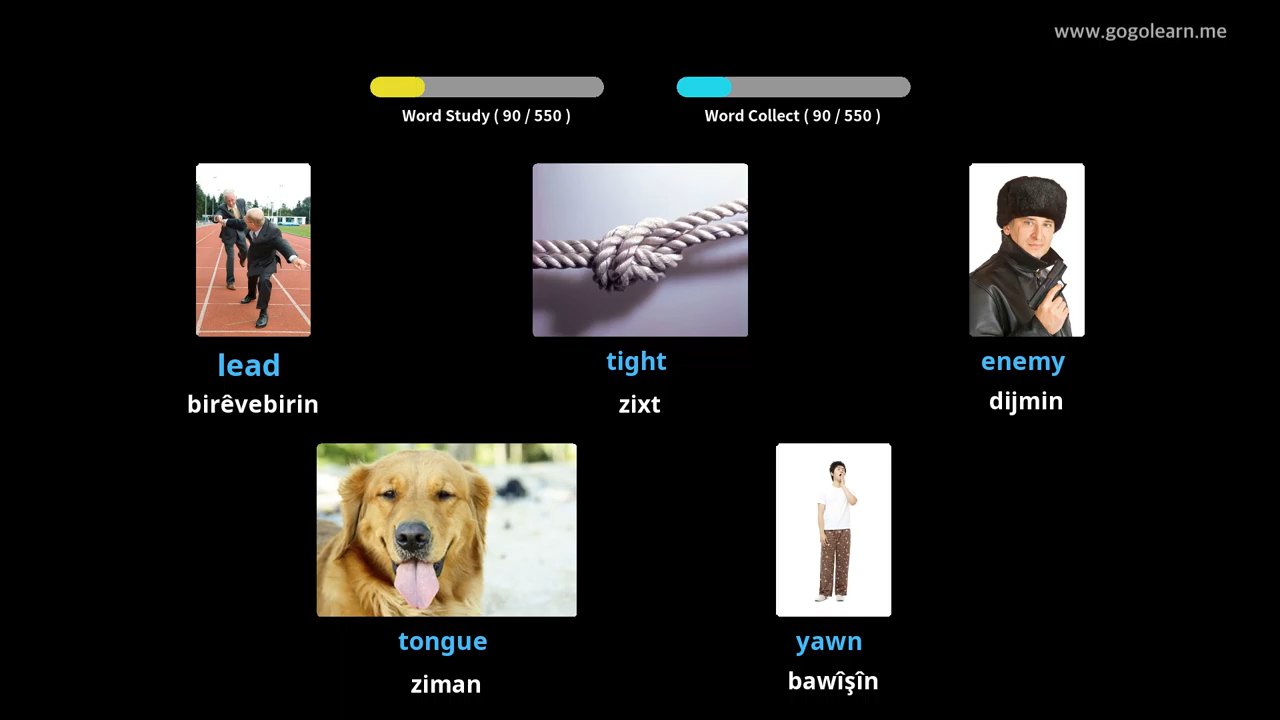 www.gogolearn.me
Word Study ( 90 / 550 )
Word Collect ( 90 / 550 )
lead
birêvebirin
tight
zixt
enemy
dijmin
tongue
ziman
yawn
bawîşîn